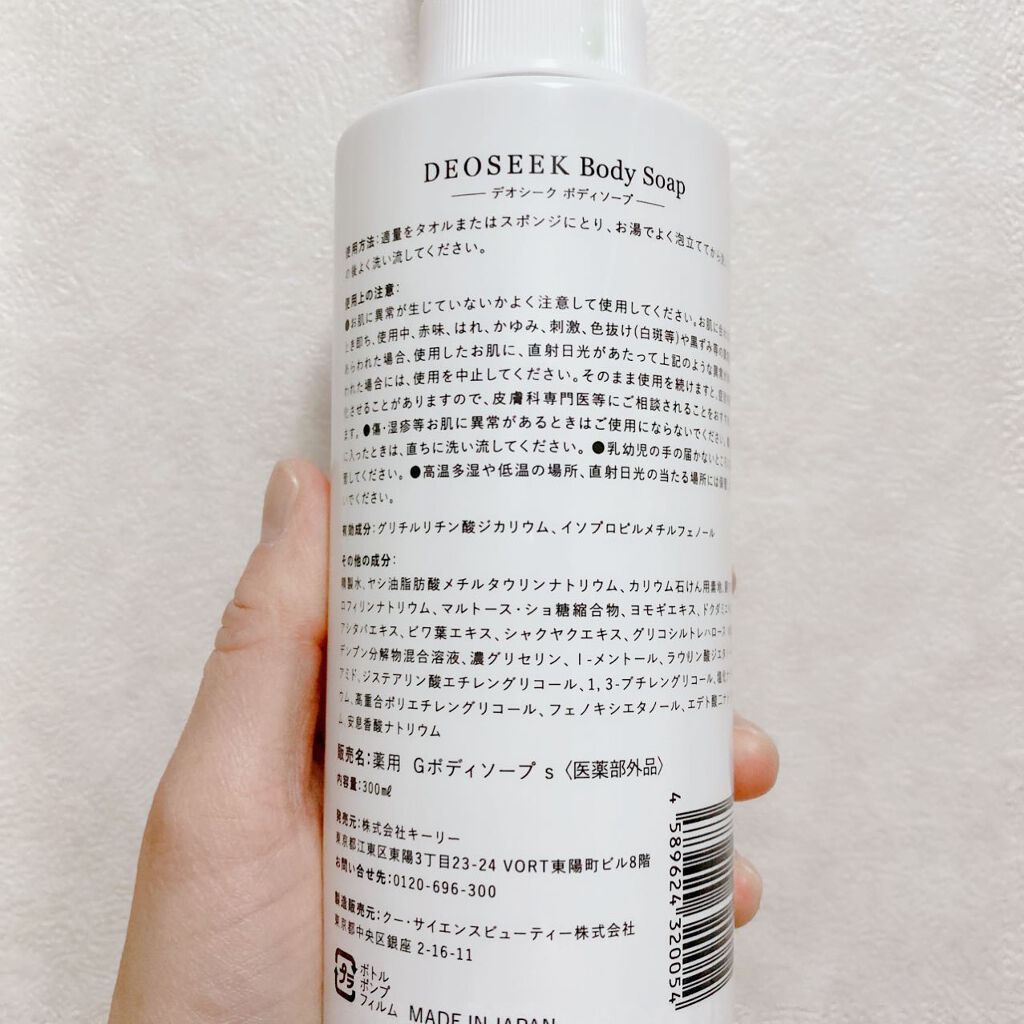 DEOSEEK Body Soap
デオシーク ボディソープ
使用方法:適量をタオルまたはスポンジにとり、お湯でよく泡立ててから
の後よく洗い流してください。
使用上の注意:
●お肌に異常が生じていないかよく注意して使用してください。お肌に
とき即ち、使用中、赤味、はれ、かゆみ、刺激、色抜け(白斑等)や黒ずみ等の
あらわれた場合、使用したお肌に、直射日光があたって上記のような異常が
われた場合には、使用を中止してください。そのまま使用を続けますと、症状
化させることがありますので、皮膚科専門医等にご相談されることをおすす
ます。●傷・湿疹等お肌に異常があるときはご使用にならないでください。
に入ったときは、直ちに洗い流してください。 ●乳幼児の手の届かないところ
管してください。 ●高温多湿や低温の場所、直射日光の当たる場所には保管
いでください。
有効成分:グリチルリチン酸ジカリウム、イソプロピルメチルフェノール
その他の成分:
精製水、ヤシ油脂肪酸メチルタウリンナトリウム、カリウム石けん用素地、
ロフィリンナトリウム、マルトース・ショ糖縮合物、ヨモギエキス、ドクダミエキ
アシタバエキス、ビワ葉エキス、シャクヤクエキス、グリコシルトレハロース
デンプン分解物混合溶液、濃グリセリン、l-メントール、ラウリン酸ジエタ
アミド、ジステアリン酸エチレングリコール、1,3-ブチレングリコール、塩化ナ
ウム、高重合ポリエチレングリコール、フェノキシエタノール、エデト酸二ナ
ム、安息香酸ナトリウム
販売名:薬用 Gボディソープ s〈医薬部外品〉
内容量:300㎖
発売元:株式会社キーリー
東京都江東区東陽3丁目23-24 VORT東陽町ビル8階
お問い合せ先:0120-696-300
製造販売元:クー・サイエンスビューティー株式会社
東京都中央区銀座 2-16-11
プラ
ボトル
ポンプ
フィルム
MADE IN JAPAN
4 589624 320054